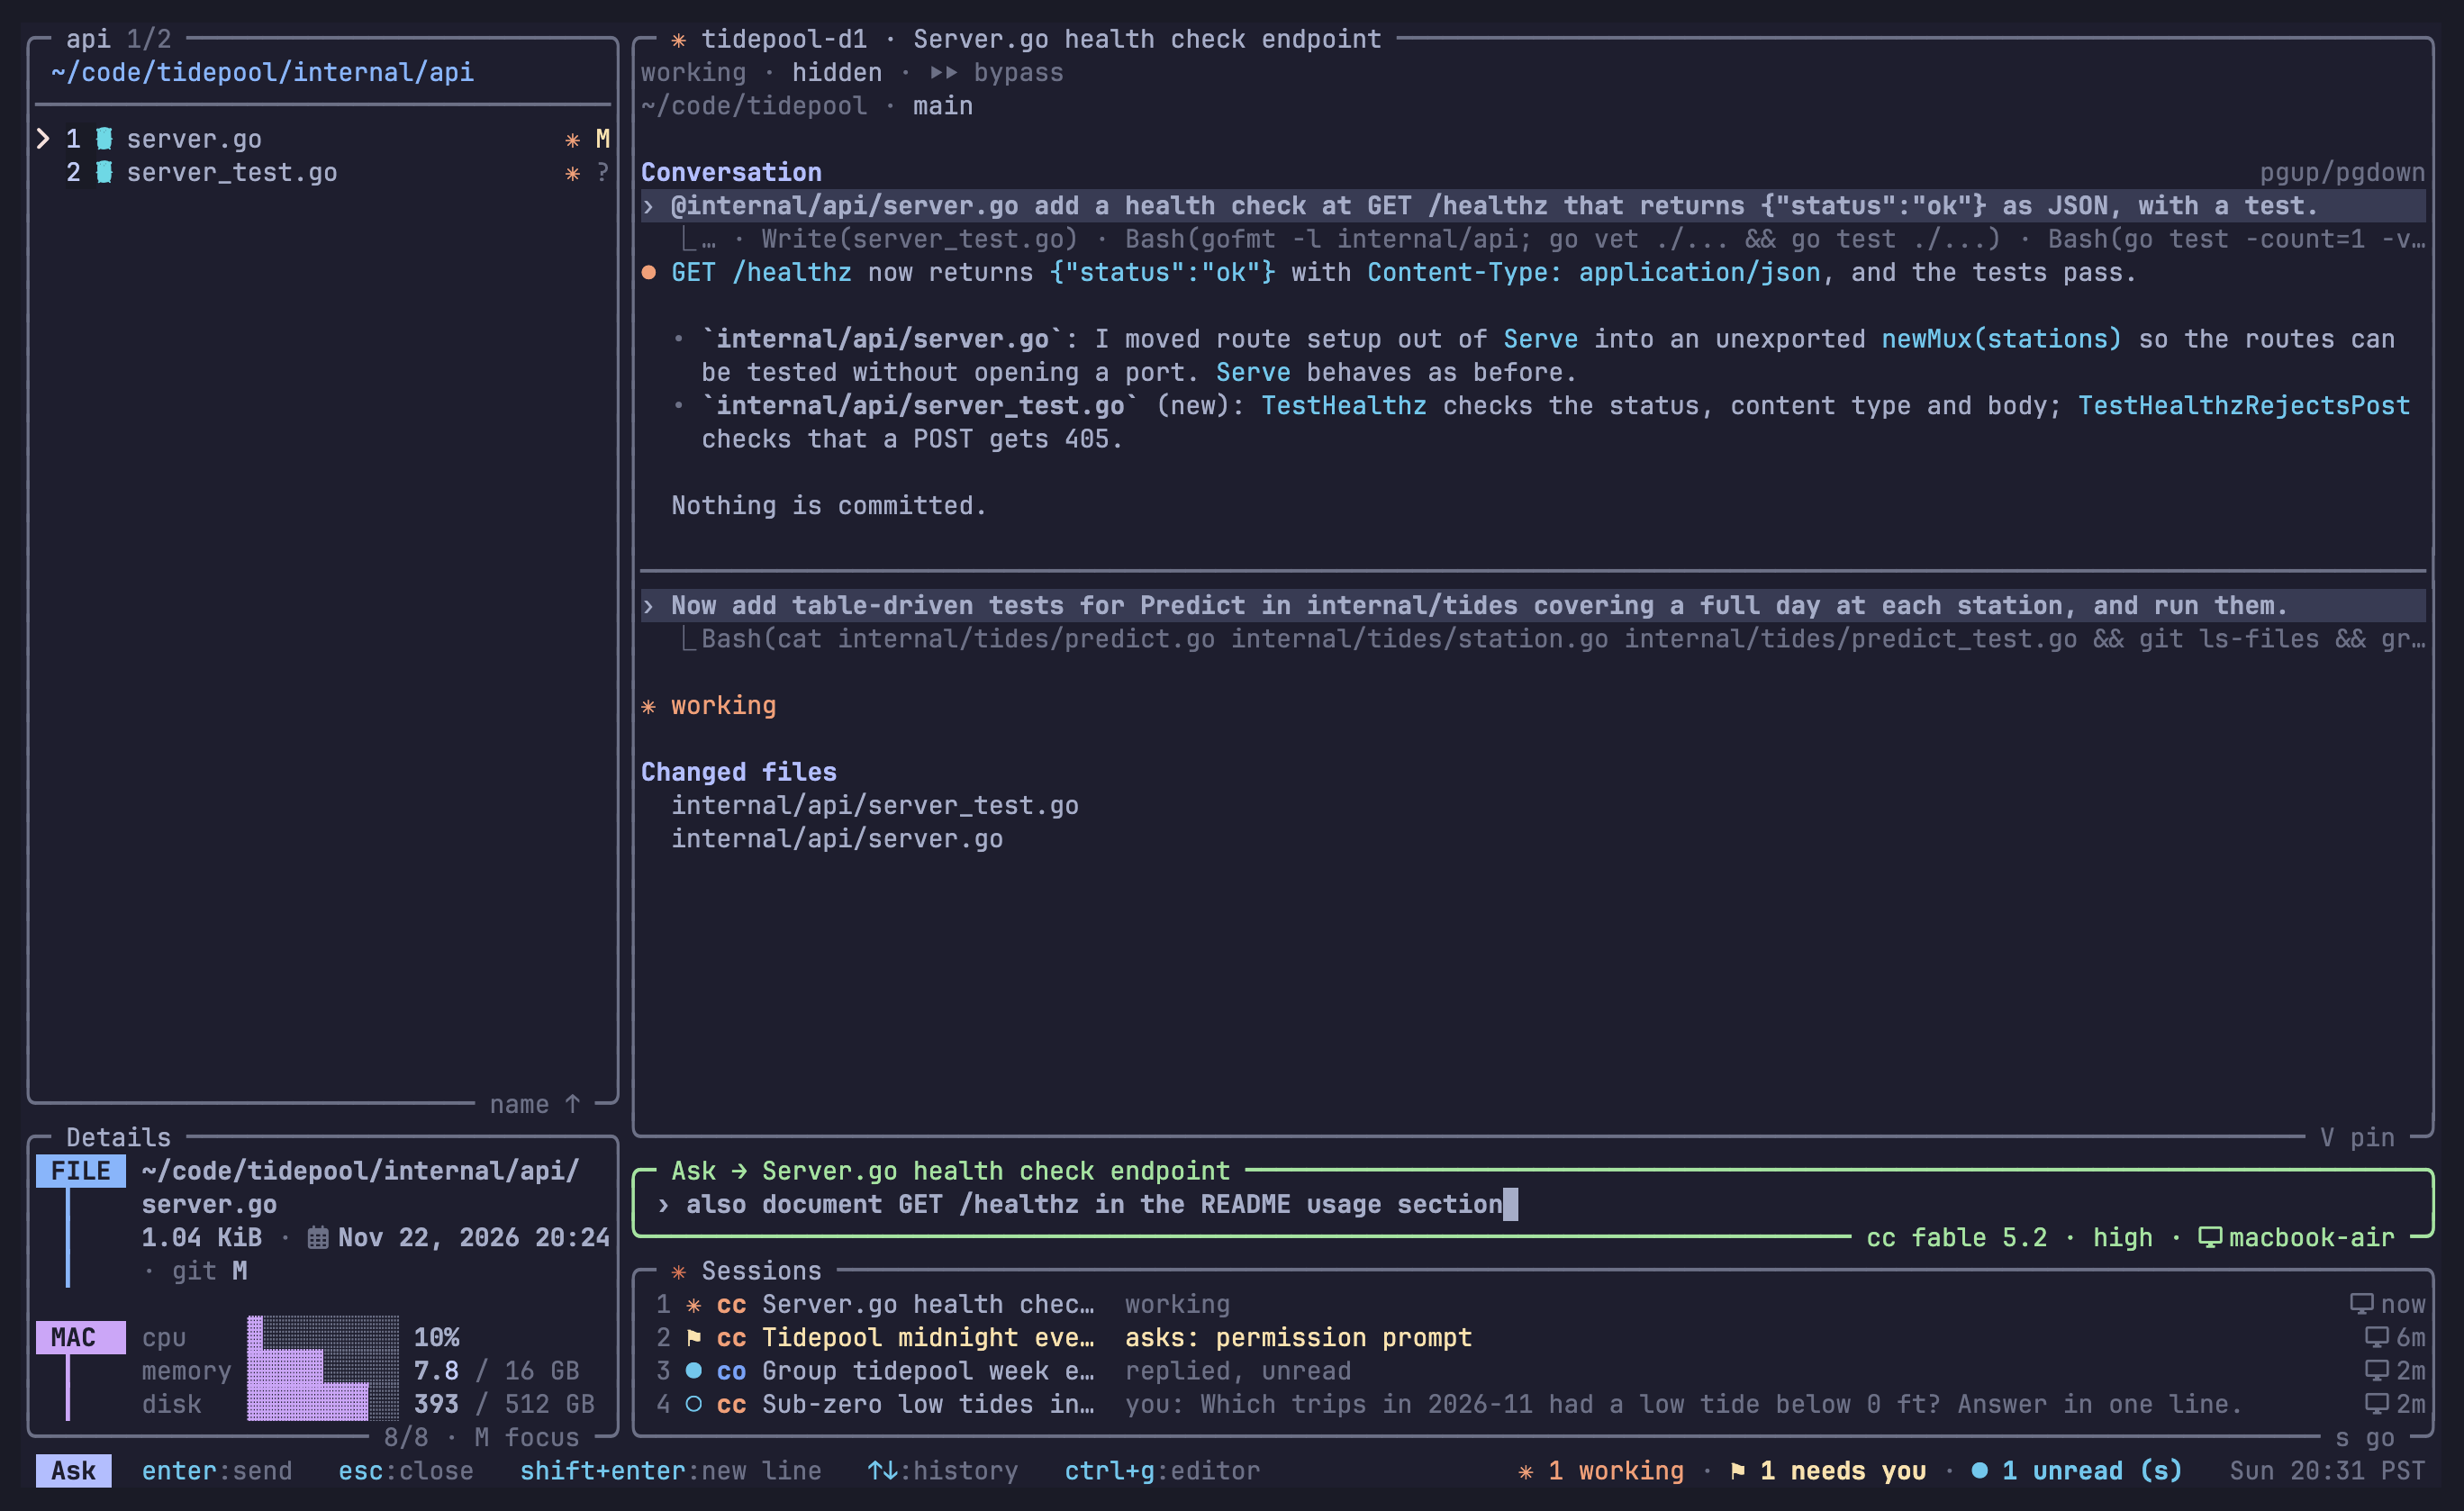 api 1/2
~/code/tidepool/internal/api
1 server.go ✳ M
2 server_test.go ✳ ?
name ↑
Details
FILE ~/code/tidepool/internal/api/
server.go
1.04 KiB · Nov 22, 2026 20:24
· git M
MAC cpu 10%
memory 7.8 / 16 GB
disk 393 / 512 GB
8/8 · M focus
✳ tidepool-d1 · Server.go health check endpoint
working · hidden · ▸▸ bypass
~/code/tidepool · main
Conversation pgup/pgdown
› @internal/api/server.go add a health check at GET /healthz that returns {"status":"ok"} as JSON, with a test.
⎿… · Write(server_test.go) · Bash(gofmt -l internal/api; go vet ./... && go test ./...) · Bash(go test -count=1 -v…
● GET /healthz now returns {"status":"ok"} with Content-Type: application/json, and the tests pass.
• `internal/api/server.go`: I moved route setup out of Serve into an unexported newMux(stations) so the routes can
be tested without opening a port. Serve behaves as before.
• `internal/api/server_test.go` (new): TestHealthz checks the status, content type and body; TestHealthzRejectsPost
checks that a POST gets 405.
Nothing is committed.
› Now add table-driven tests for Predict in internal/tides covering a full day at each station, and run them.
⎿Bash(cat internal/tides/predict.go internal/tides/station.go internal/tides/predict_test.go && git ls-files && gr…
✳ working
Changed files
internal/api/server_test.go
internal/api/server.go
V pin
Ask → Server.go health check endpoint
› also document GET /healthz in the README usage section
cc fable 5.2 · high · macbook-air
✳ Sessions
1 ✳ cc Server.go health chec… working now
2 ⚑ cc Tidepool midnight eve… asks: permission prompt 6m
3 ● co Group tidepool week e… replied, unread 2m
4 ○ cc Sub-zero low tides in… you: Which trips in 2026-11 had a low tide below 0 ft? Answer in one line. 2m
s go
Ask enter:send esc:close shift+enter:new line ↑↓:history ctrl+g:editor ✳ 1 working · ⚑ 1 needs you · ● 1 unread (s) Sun 20:31 PST